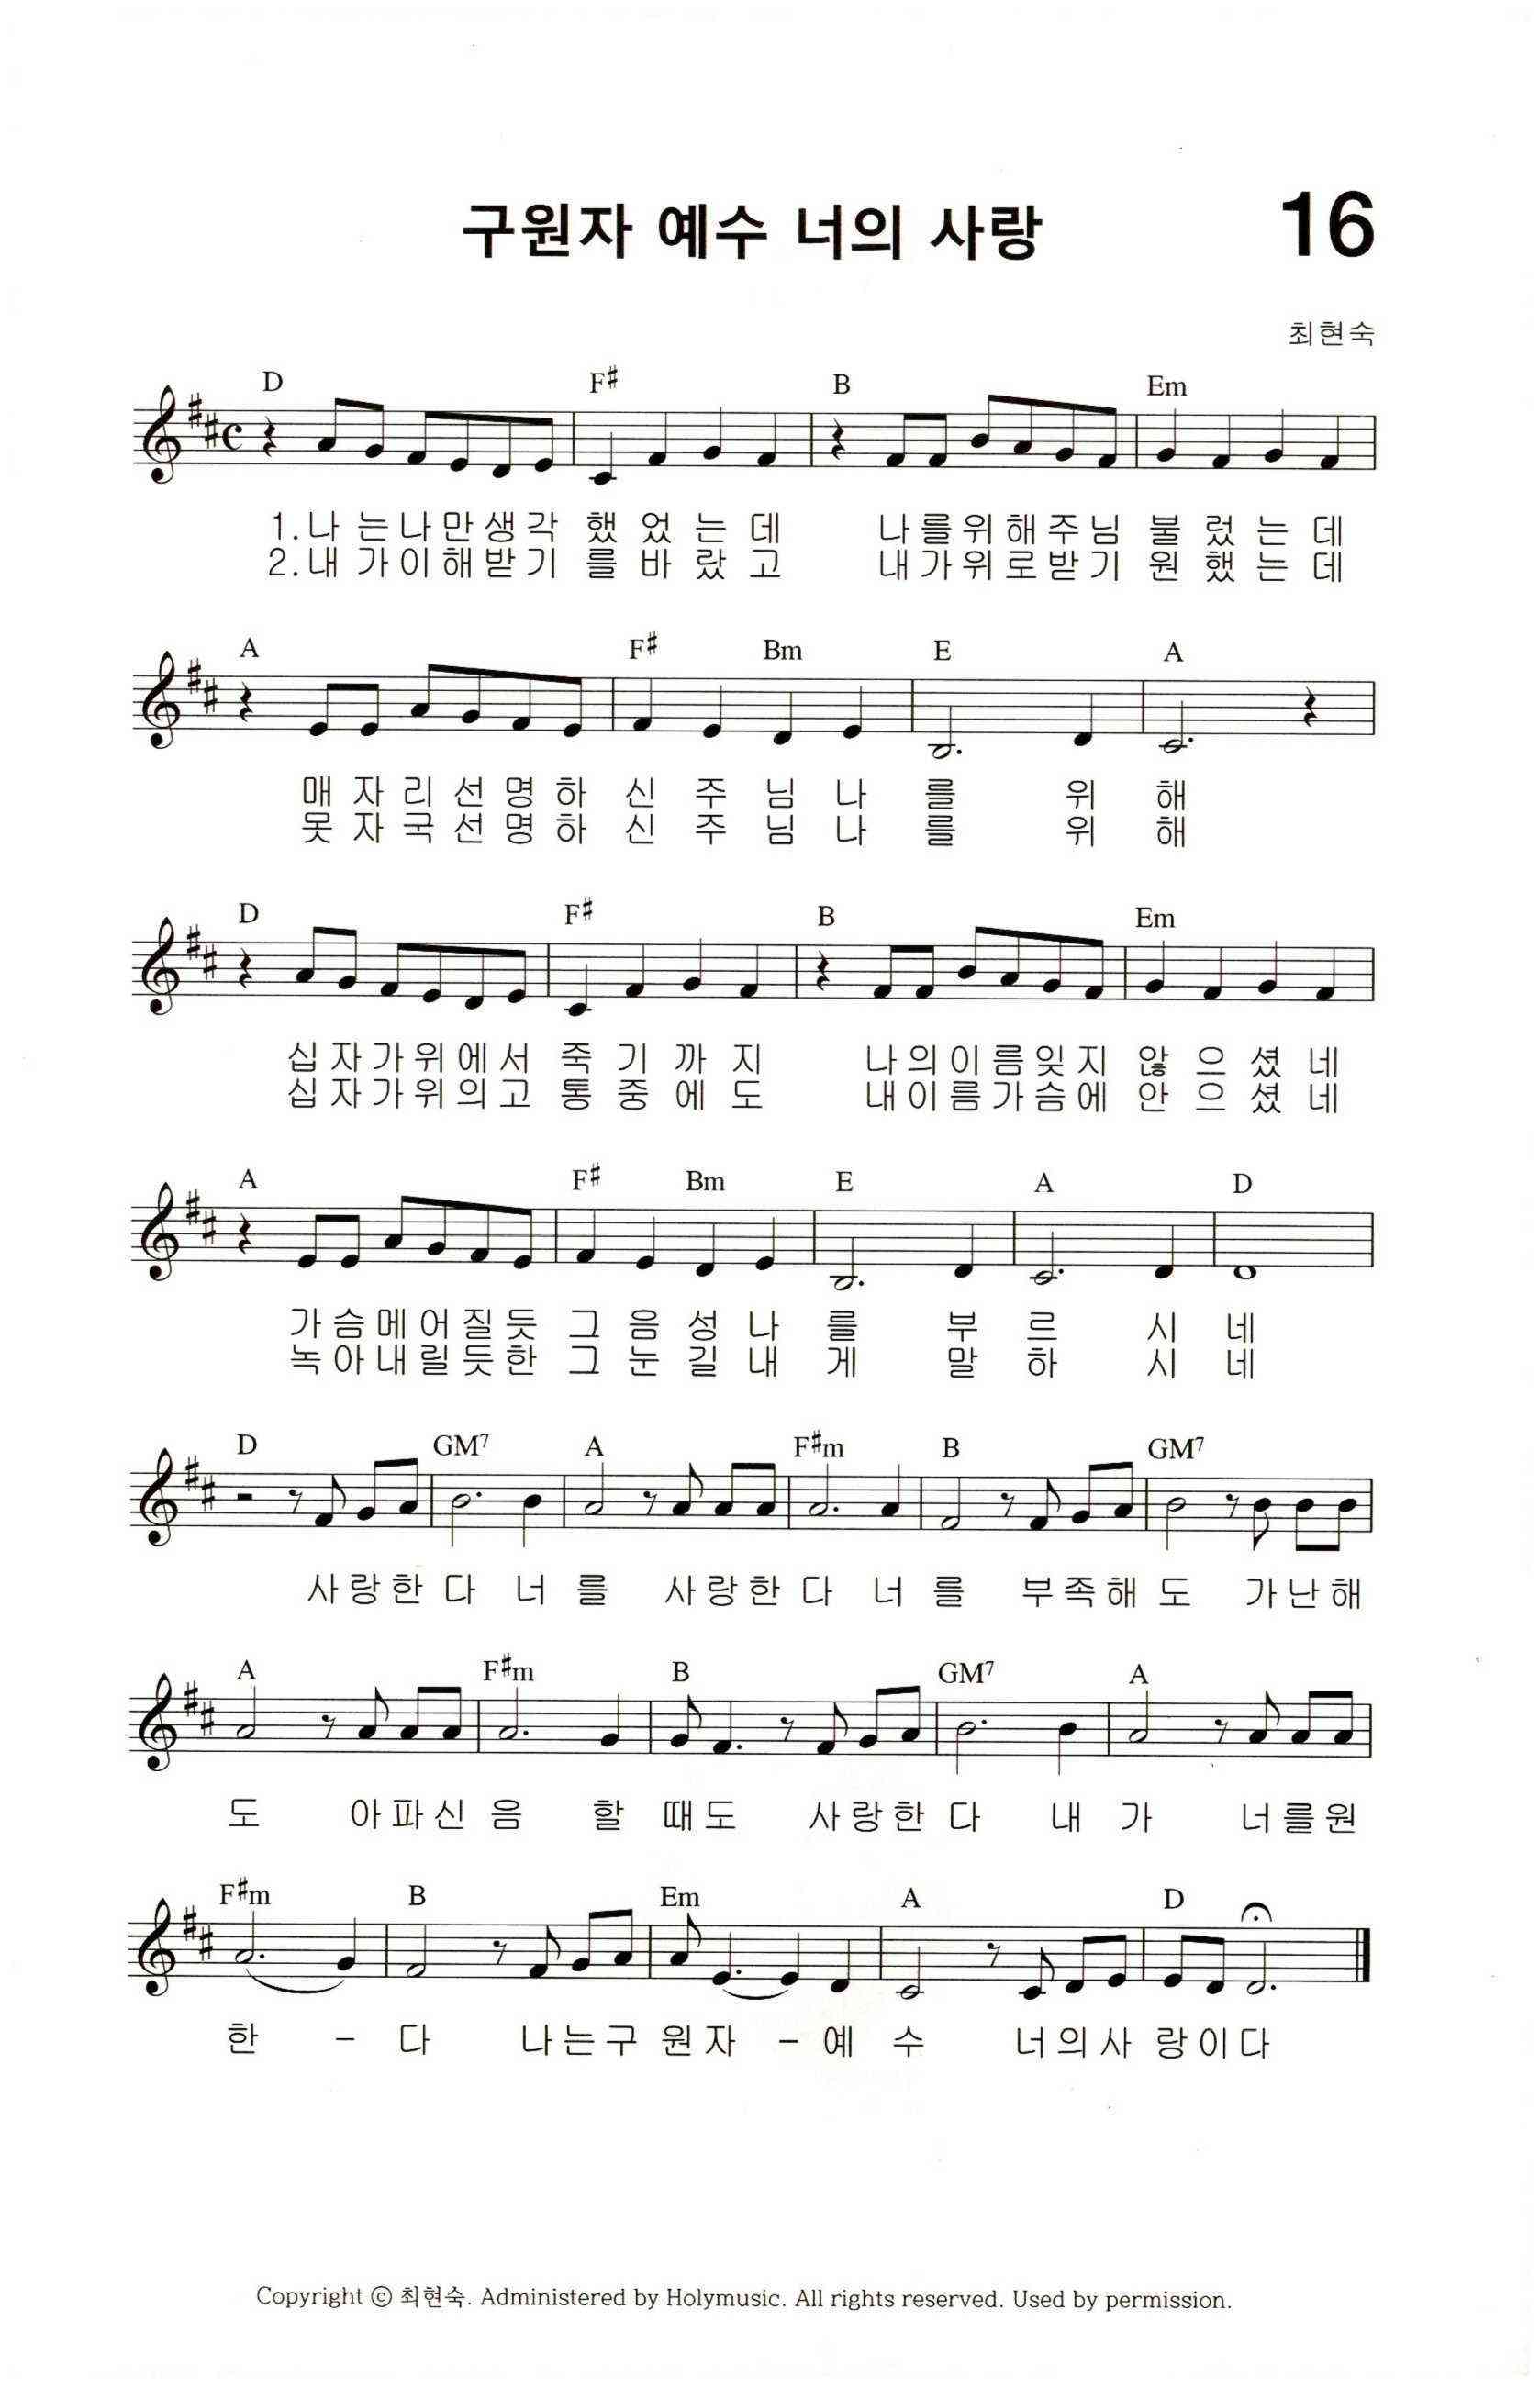 구원자 예수 너의 사랑
16
최현숙
D F# B Em
1.나는나만생각했었는데 나를위해주님불렀는데
2.내가이해받기를바랐고 내가위로받기원했는데
A F# Bm E A
매자리선명하신주님나를위해
못자국선명하신주님나를위해
D F# B Em
십자가위에서죽기까지 나의이름잊지않으셨네
십자가위의고통중에도 내이름가슴에안으셨네
A F# Bm E A D
가슴메어질듯그음성나를부르시네
녹아내릴듯한그눈길내게말하시네
D GM7 A F#m B GM7
사랑한다너를 사랑한다너를 부족해도 가난해
A F#m B GM7 A
도 아파신음할때도 사랑한다내가 너를원
F#m B Em A D
한 - 다 나는구원자 - 예수 너의사랑이다
Copyright ⓒ 최현숙. Administered by Holymusic. All rights reserved. Used by permission.